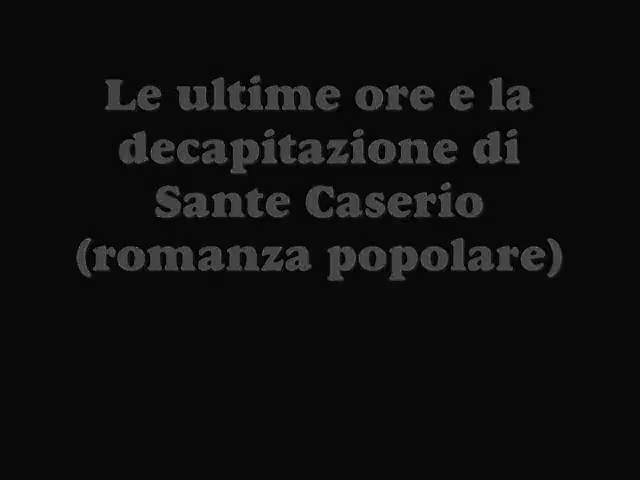 Le ultime ore e la
decapitazione di
Sante Caserio
(romanza popolare)